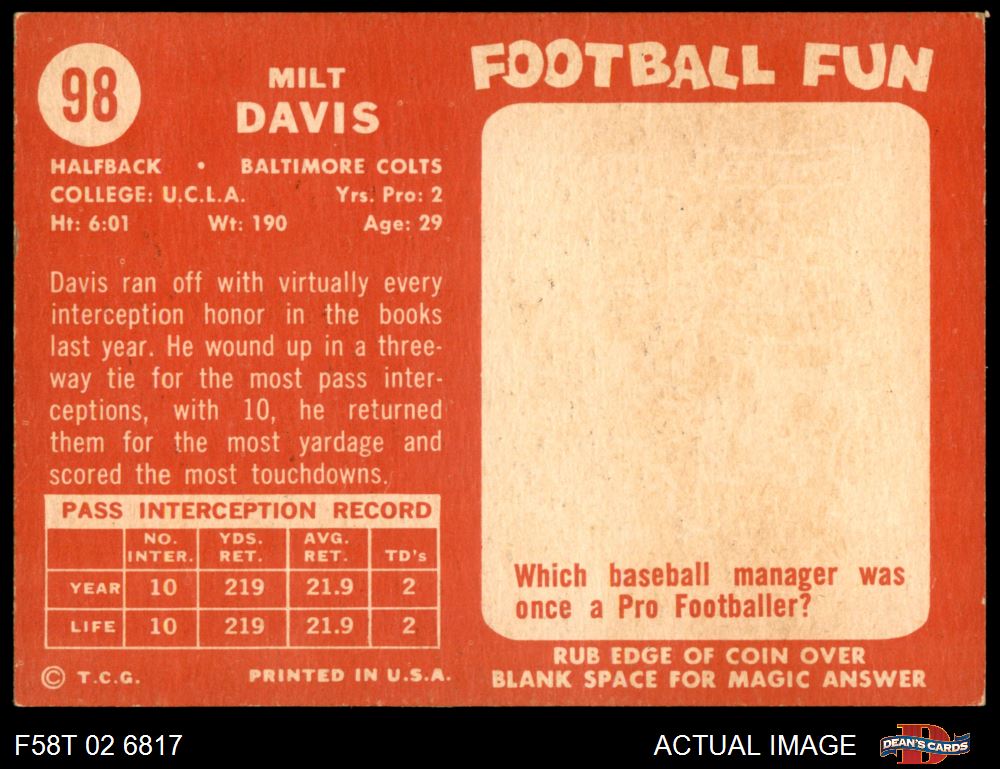 98
MILT
DAVIS
HALFBACK • BALTIMORE COLTS
COLLEGE: U.C.L.A. Yrs. Pro: 2
Ht: 6:01 Wt: 190 Age: 29
Davis ran off with virtually every
interception honor in the books
last year. He wound up in a three-
way tie for the most pass inter-
ceptions, with 10, he returned
them for the most yardage and
scored the most touchdowns.
PASS INTERCEPTION RECORD
NO. INTER. YDS. RET. AVG. RET. TD's
YEAR 10 219 21.9 2
LIFE 10 219 21.9 2
© T.C.G. PRINTED IN U.S.A.
FOOTBALL FUN
Which baseball manager was
once a Pro Footballer?
RUB EDGE OF COIN OVER
BLANK SPACE FOR MAGIC ANSWER
F58T 02 6817
ACTUAL IMAGE
D
DEAN'S CARDS